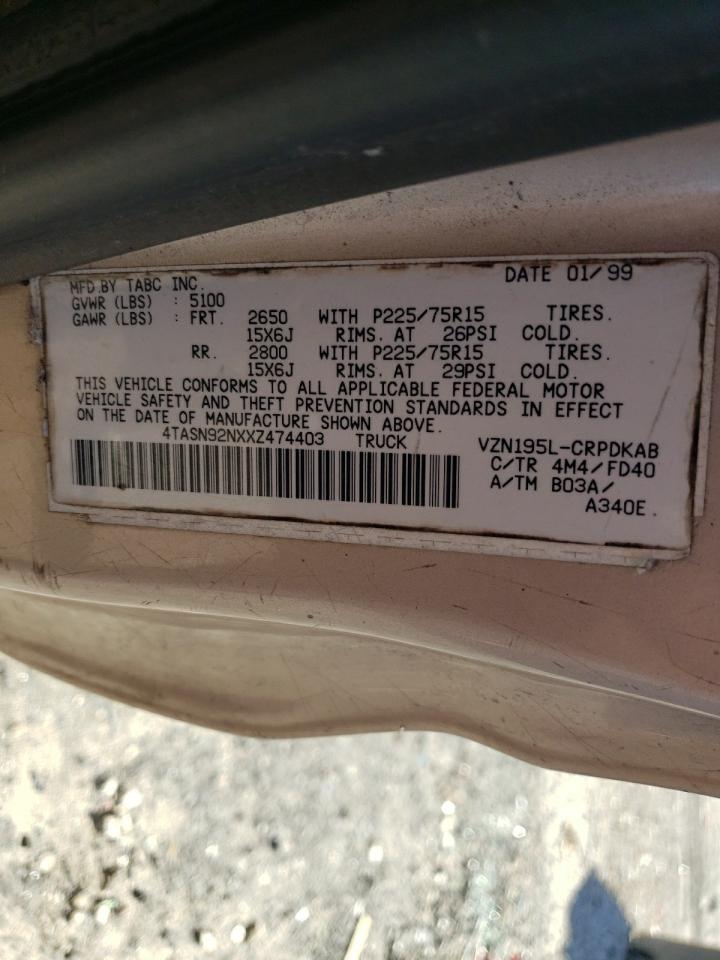 MFD.BY TABC INC. DATE 01/99
GVWR (LBS) : 5100
GAWR (LBS) : FRT. 2650 WITH P225/75R15 TIRES.
15X6J RIMS. AT 26PSI COLD.
RR. 2800 WITH P225/75R15 TIRES.
15X6J RIMS. AT 29PSI COLD.
THIS VEHICLE CONFORMS TO ALL APPLICABLE FEDERAL MOTOR
VEHICLE SAFETY AND THEFT PREVENTION STANDARDS IN EFFECT
ON THE DATE OF MANUFACTURE SHOWN ABOVE.
4TASN92NXXZ474403 TRUCK VZN195L-CRPDKAB
C/TR 4M4/FD40
A/TM B03A/
A340E.